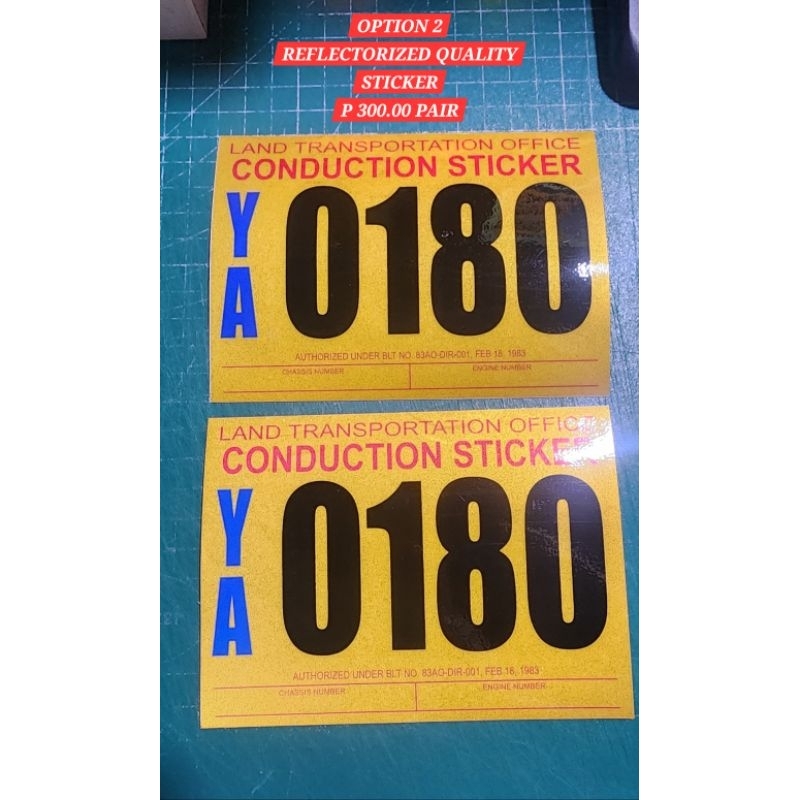 OPTION 2
REFLECTORIZED QUALITY
STICKER
P 300.00 PAIR
LAND TRANSPORTATION OFFICE
CONDUCTION STICKER
YA 0180
AUTHORIZED UNDER BLT NO. 83AO-DIR-001, FEB 18, 1983
CHASSIS NUMBER ENGINE NUMBER
LAND TRANSPORTATION OFFICE
CONDUCTION STICKER
YA 0180
AUTHORIZED UNDER BLT NO. 83AO-DIR-001, FEB 18, 1983
CHASSIS NUMBER ENGINE NUMBER